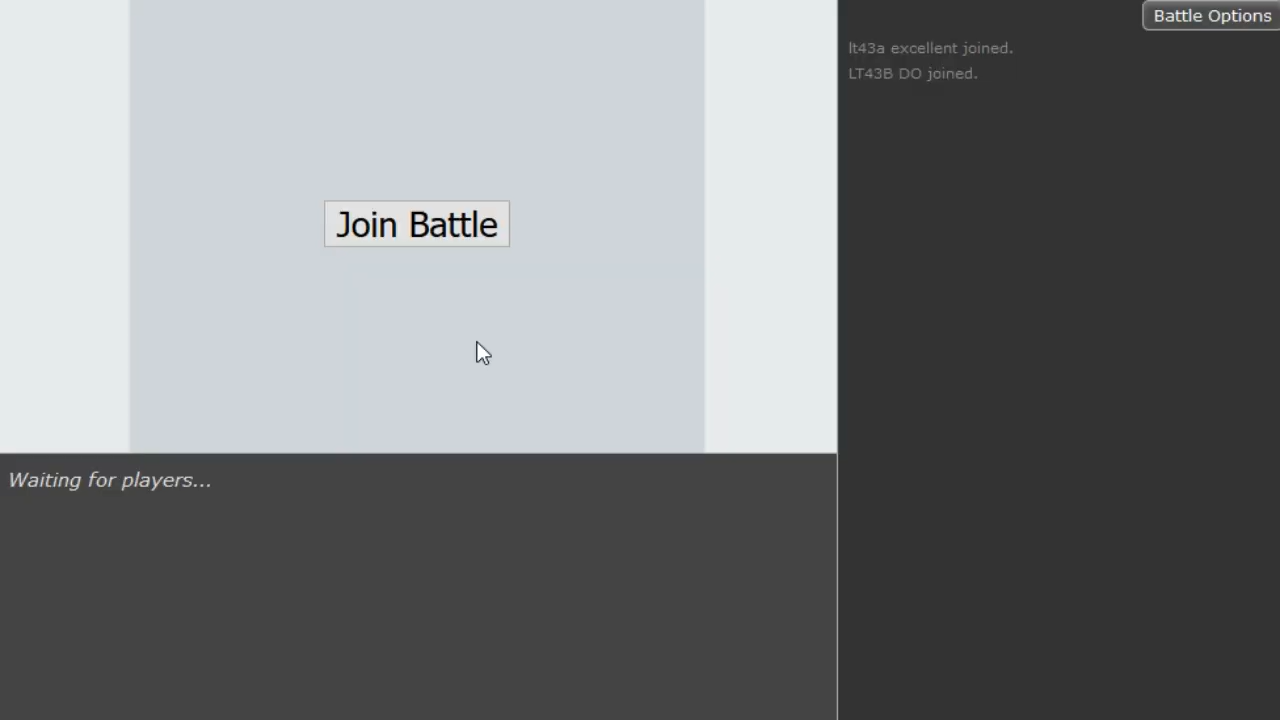 Battle Options
lt43a excellent joined.
LT43B DO joined.
Join Battle
Waiting for players...